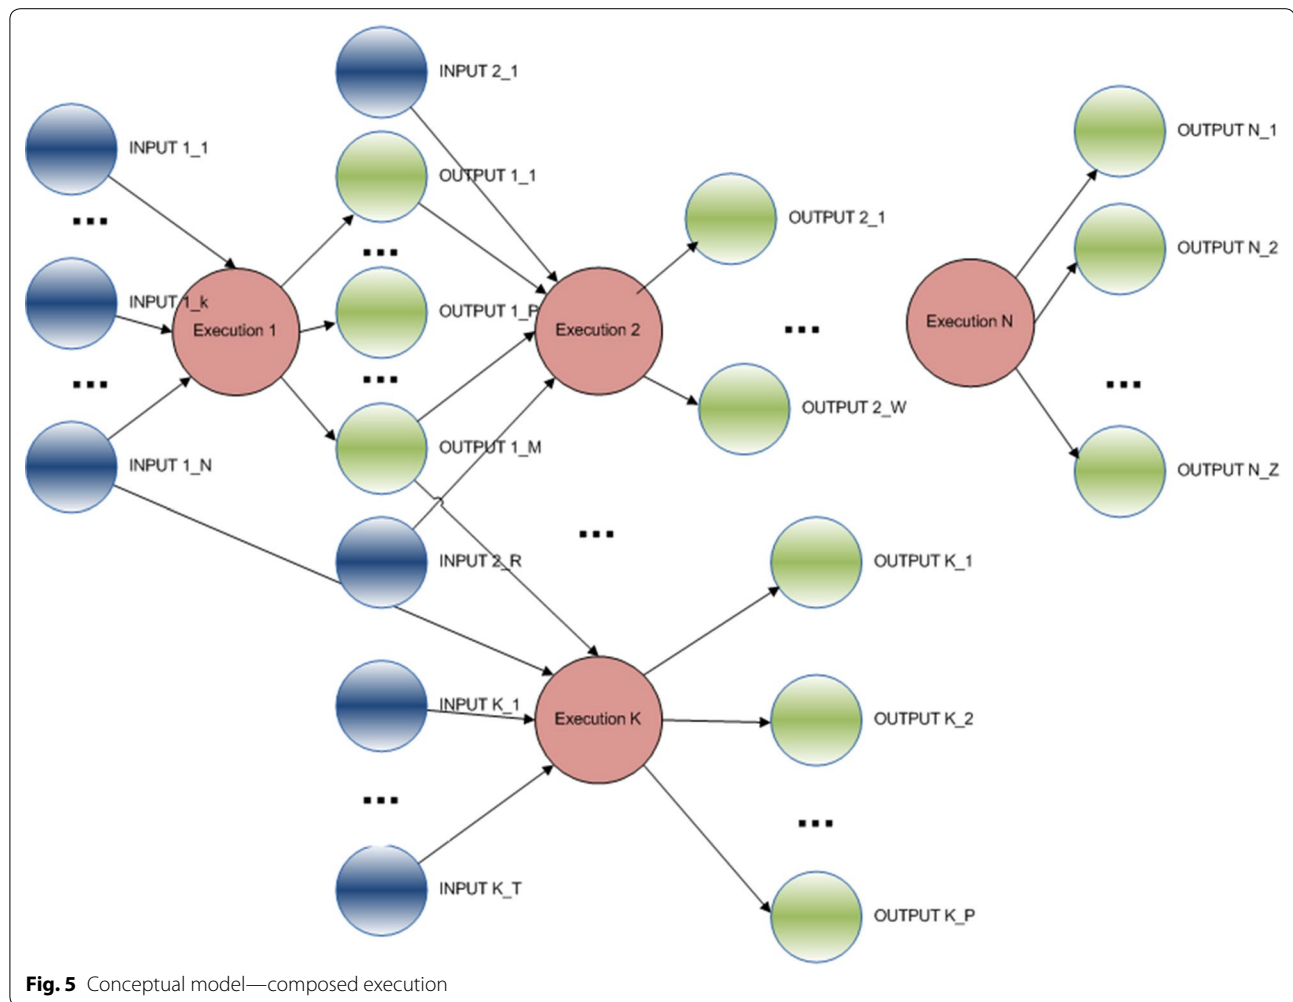 INPUT 2_1
INPUT 1_1
OUTPUT 1_1
OUTPUT N_1
OUTPUT 2_1
OUTPUT N_2
INPUT 1_k
OUTPUT 1_P
Execution 1
Execution 2
Execution N
OUTPUT 2_W
OUTPUT 1_M
INPUT 1_N
OUTPUT N_Z
INPUT 2_R
OUTPUT K_1
INPUT K_1
Execution K
OUTPUT K_2
INPUT K_T
OUTPUT K_P
Fig. 5 Conceptual model—composed execution